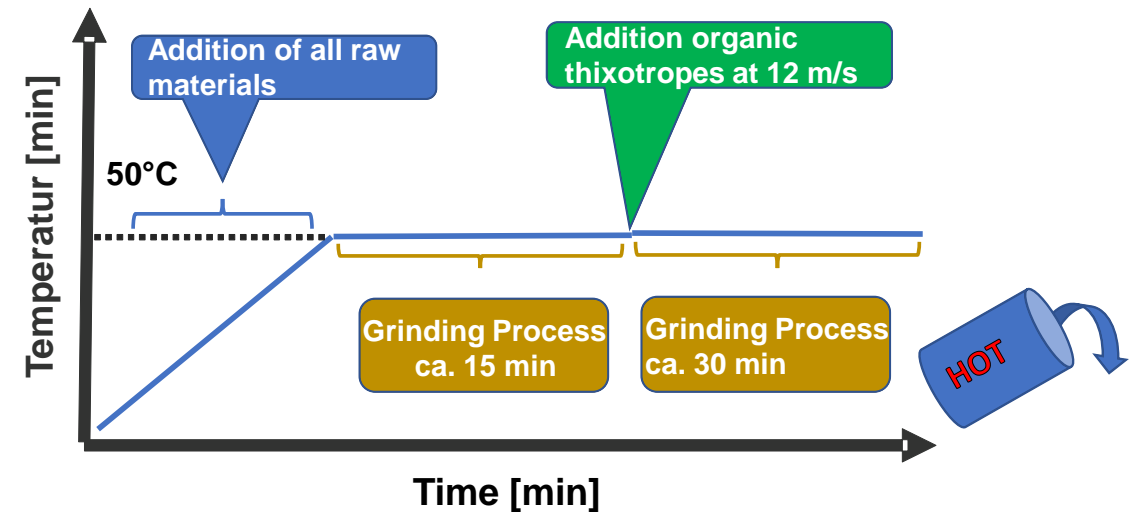 Addition of all raw
materials
Addition organic
thixotropes at 12 m/s
Temperatur [min]
50°C
Grinding Process
ca. 15 min
Grinding Process
ca. 30 min
HOT
Time [min]